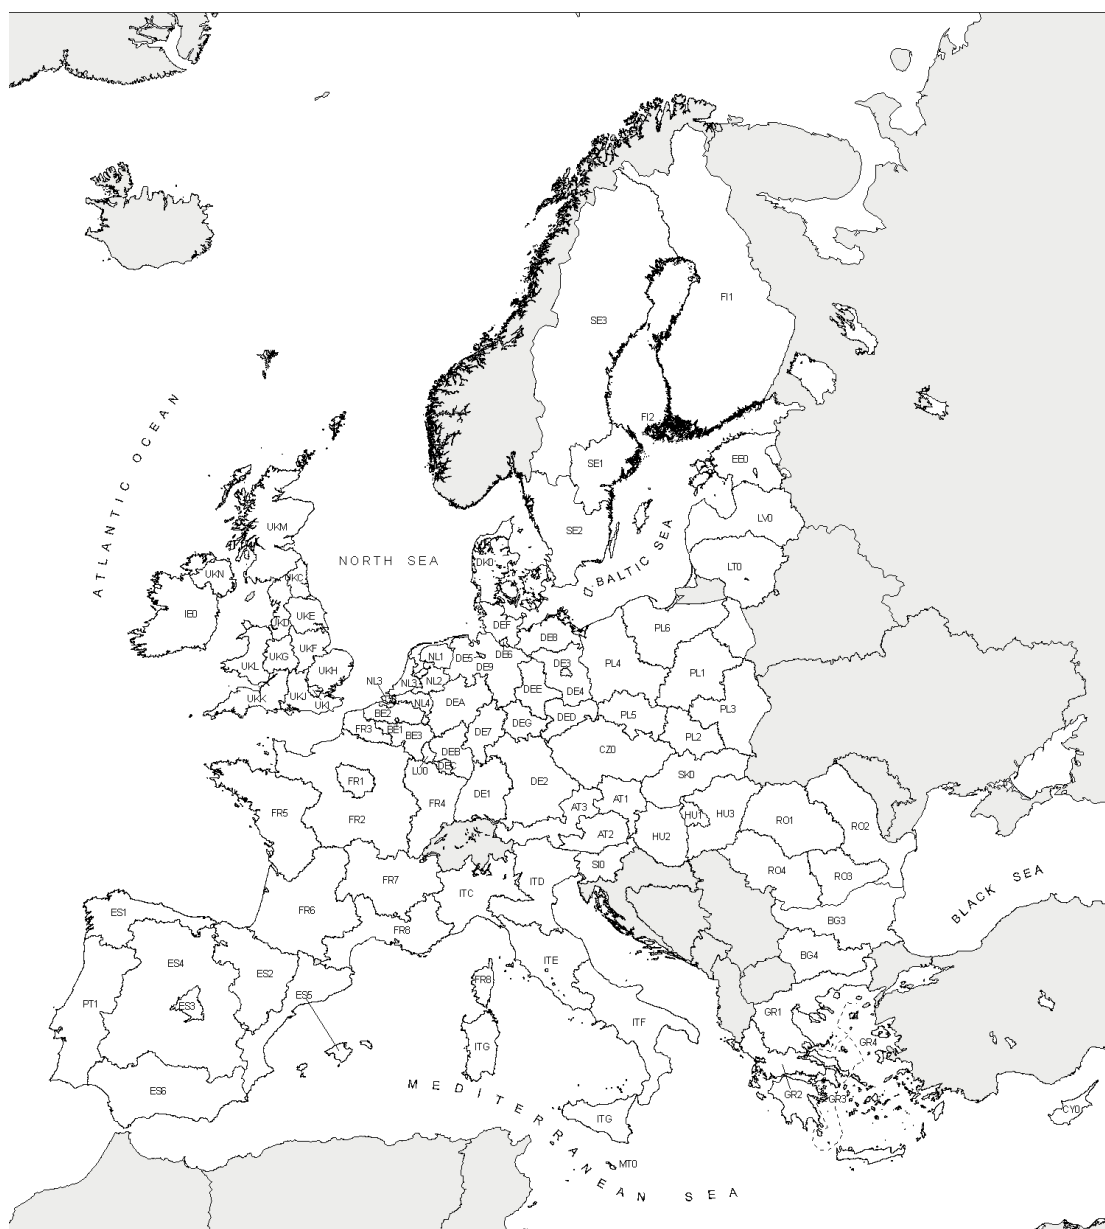 FI1
SE3
ATLANTIC OCEAN
FI2
SE1
EE0
LV0
SE2
UKM
NORTH SEA
DK0
BALTIC SEA
LT0
UKN
UKC
IE0
UKE
UKD
DEF
PL6
DE8
UKF
UKG
UKL
UKH
NL1
DE5
DE6
DE9
DE3
PL4
PL1
NL3
NL3
NL2
DEE
DE4
UKK
UKJ
UKI
NL4
DEA
PL3
BE2
FR3
BE1
BE3
DE7
DEG
DED
PL5
PL2
DEB
DEC
CZ0
LU0
SK0
FR1
FR4
DE1
DE2
AT3
AT1
FR5
FR2
HU1
HU3
HU2
AT2
RO1
RO2
SI0
RO4
RO3
BLACK SEA
FR7
ITC
ITD
ES1
FR6
FR8
BG3
ES4
ES2
ITE
BG4
PT1
ES3
ES5
FR8
ITG
ITF
GR1
GR4
ES6
MEDITERRANEAN SEA
GR2
GR3
ITG
CY0
MT0